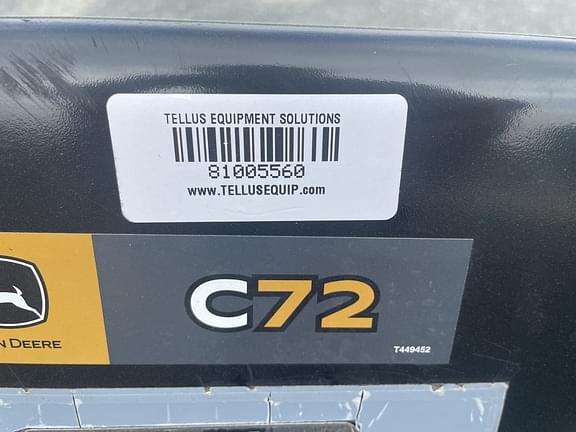 TELLUS EQUIPMENT SOLUTIONS
81005560
www.TELLUSEQUIP.com
C72
N DEERE
T449452